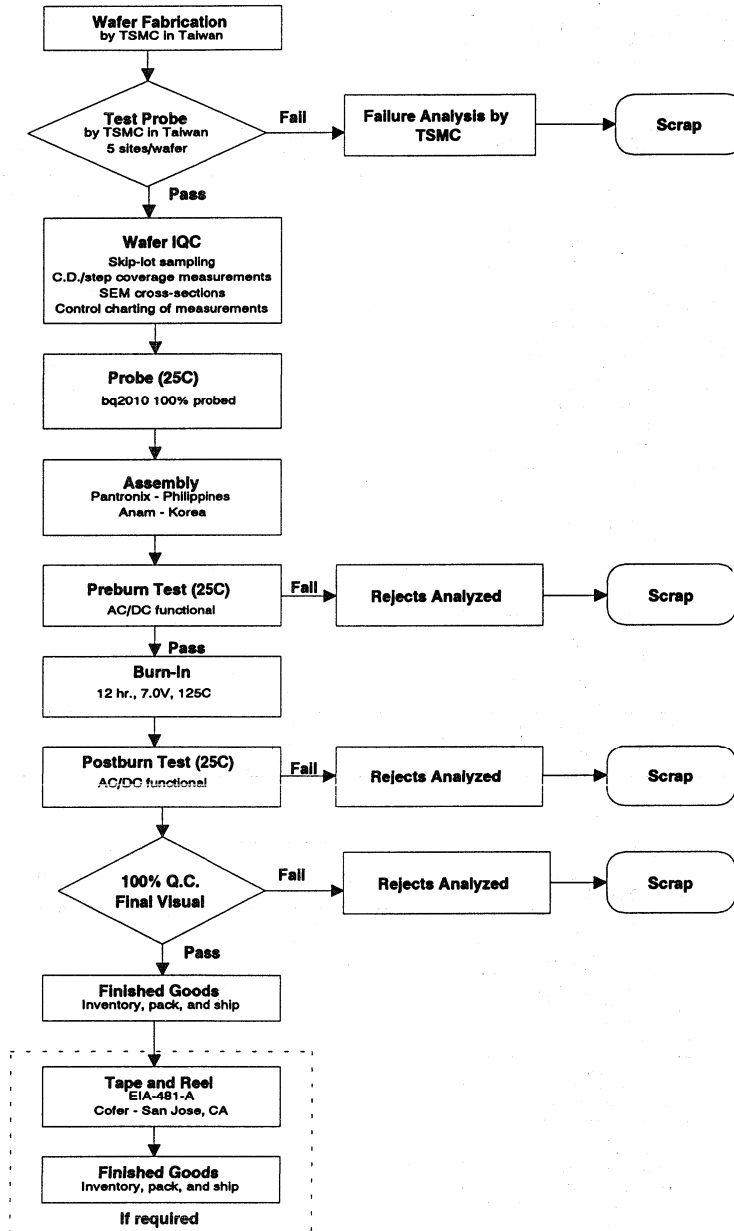 Wafer Fabrication
by TSMC in Taiwan
Test Probe
by TSMC in Taiwan
5 sites/wafer
Fail
Failure Analysis by
TSMC
Scrap
Pass
Wafer IQC
Skip-lot sampling
C.D./step coverage measurements
SEM cross-sections
Control charting of measurements
Probe (25C)
bq2010 100% probed
Assembly
Pantronix - Philippines
Anam - Korea
Preburn Test (25C)
AC/DC functional
Fail
Rejects Analyzed
Scrap
Pass
Burn-In
12 hr., 7.0V, 125C
Postburn Test (25C)
AC/DC functional
Fail
Rejects Analyzed
Scrap
100% Q.C.
Final Visual
Fail
Rejects Analyzed
Scrap
Pass
Finished Goods
Inventory, pack, and ship
Tape and Reel
EIA-481-A
Cofer - San Jose, CA
Finished Goods
Inventory, pack, and ship
If required